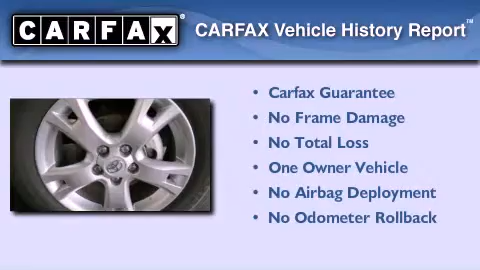 CARFAX® CARFAX Vehicle History Report™
• Carfax Guarantee
• No Frame Damage
• No Total Loss
• One Owner Vehicle
• No Airbag Deployment
• No Odometer Rollback